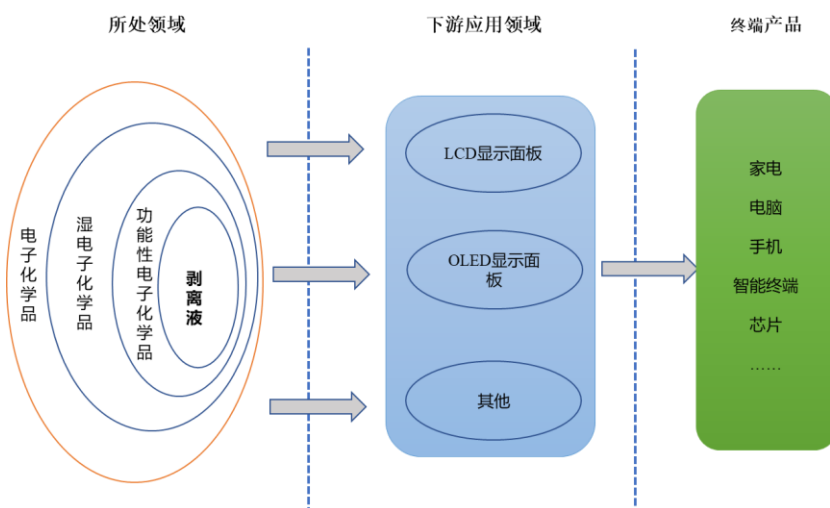 所处领域
下游应用领域
终端产品
电子化学品
湿电子化学品
功能性电子化学品
剥离液
LCD显示面板
OLED显示面
板
其他
家电
电脑
手机
智能终端
芯片
……